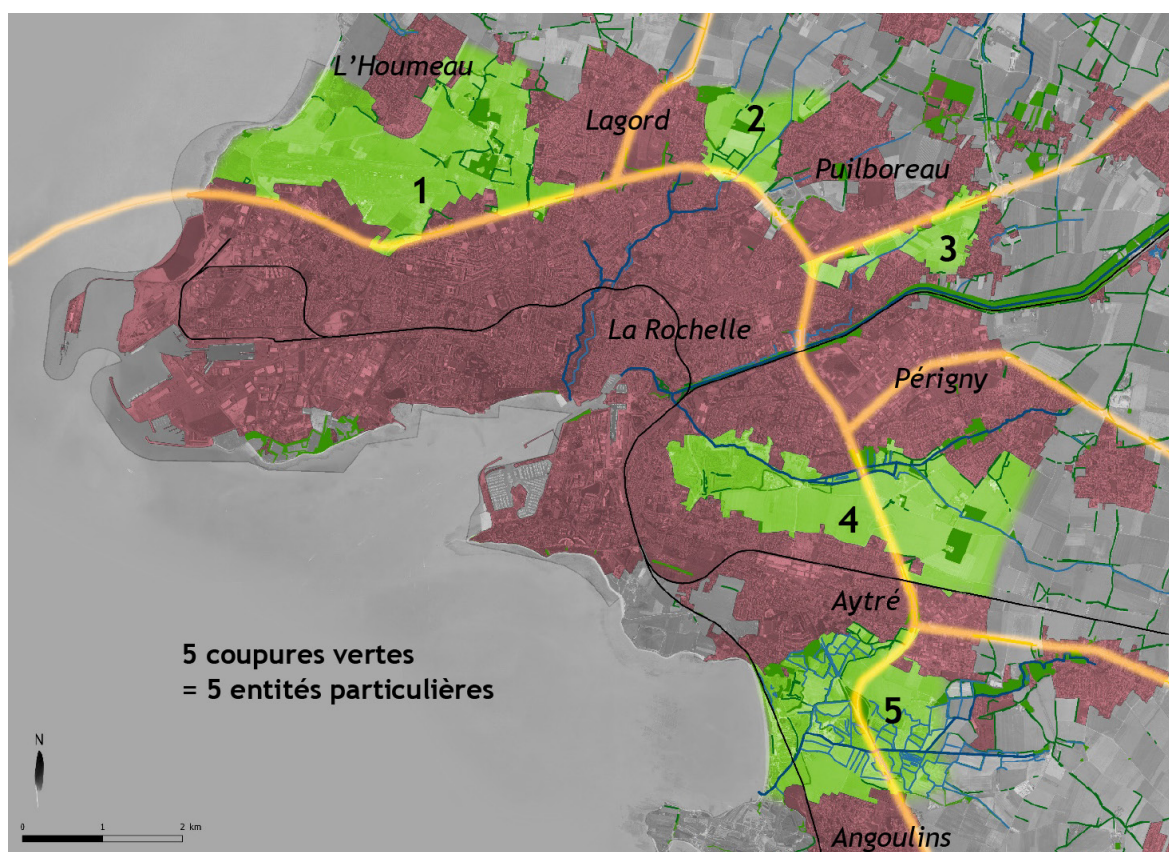 L'Houmeau
Lagord
2
Puilboreau
1
3
La Rochelle
Périgny
4
Aytré
5 coupures vertes
= 5 entités particulières
5
N
0 1 2 km
Angoulins